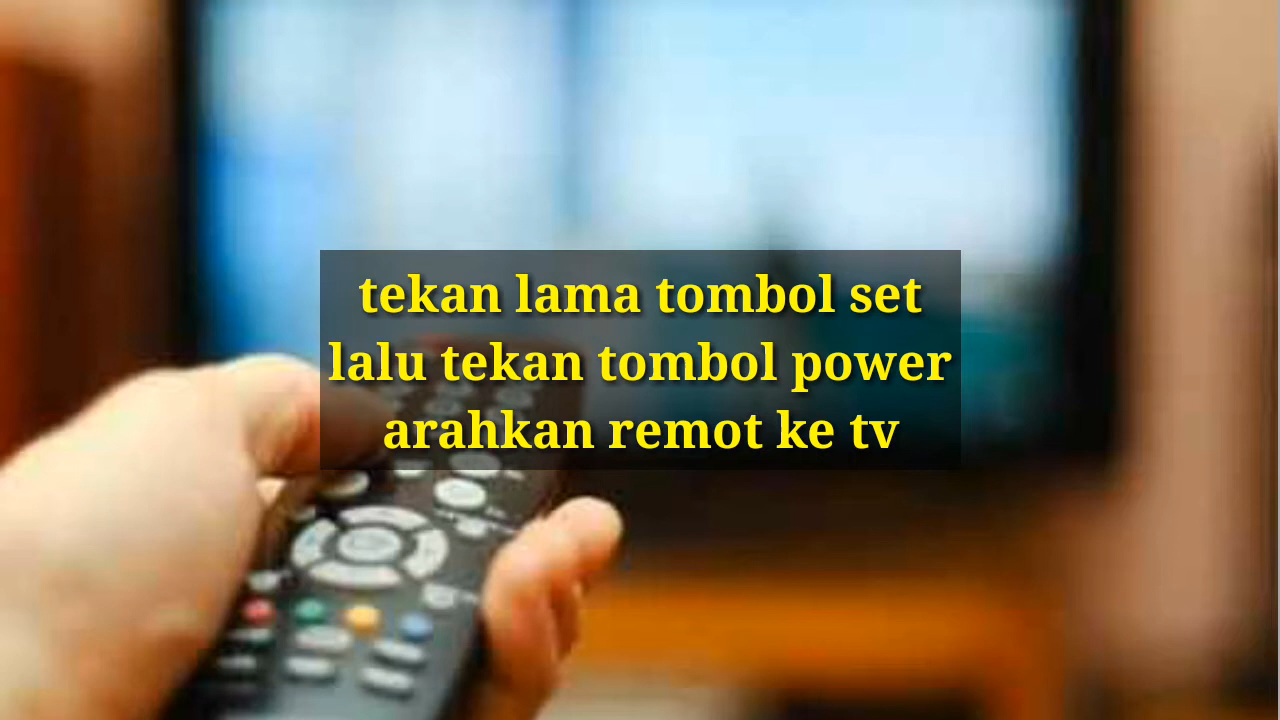 tekan lama tombol set
lalu tekan tombol power
arahkan remot ke tv